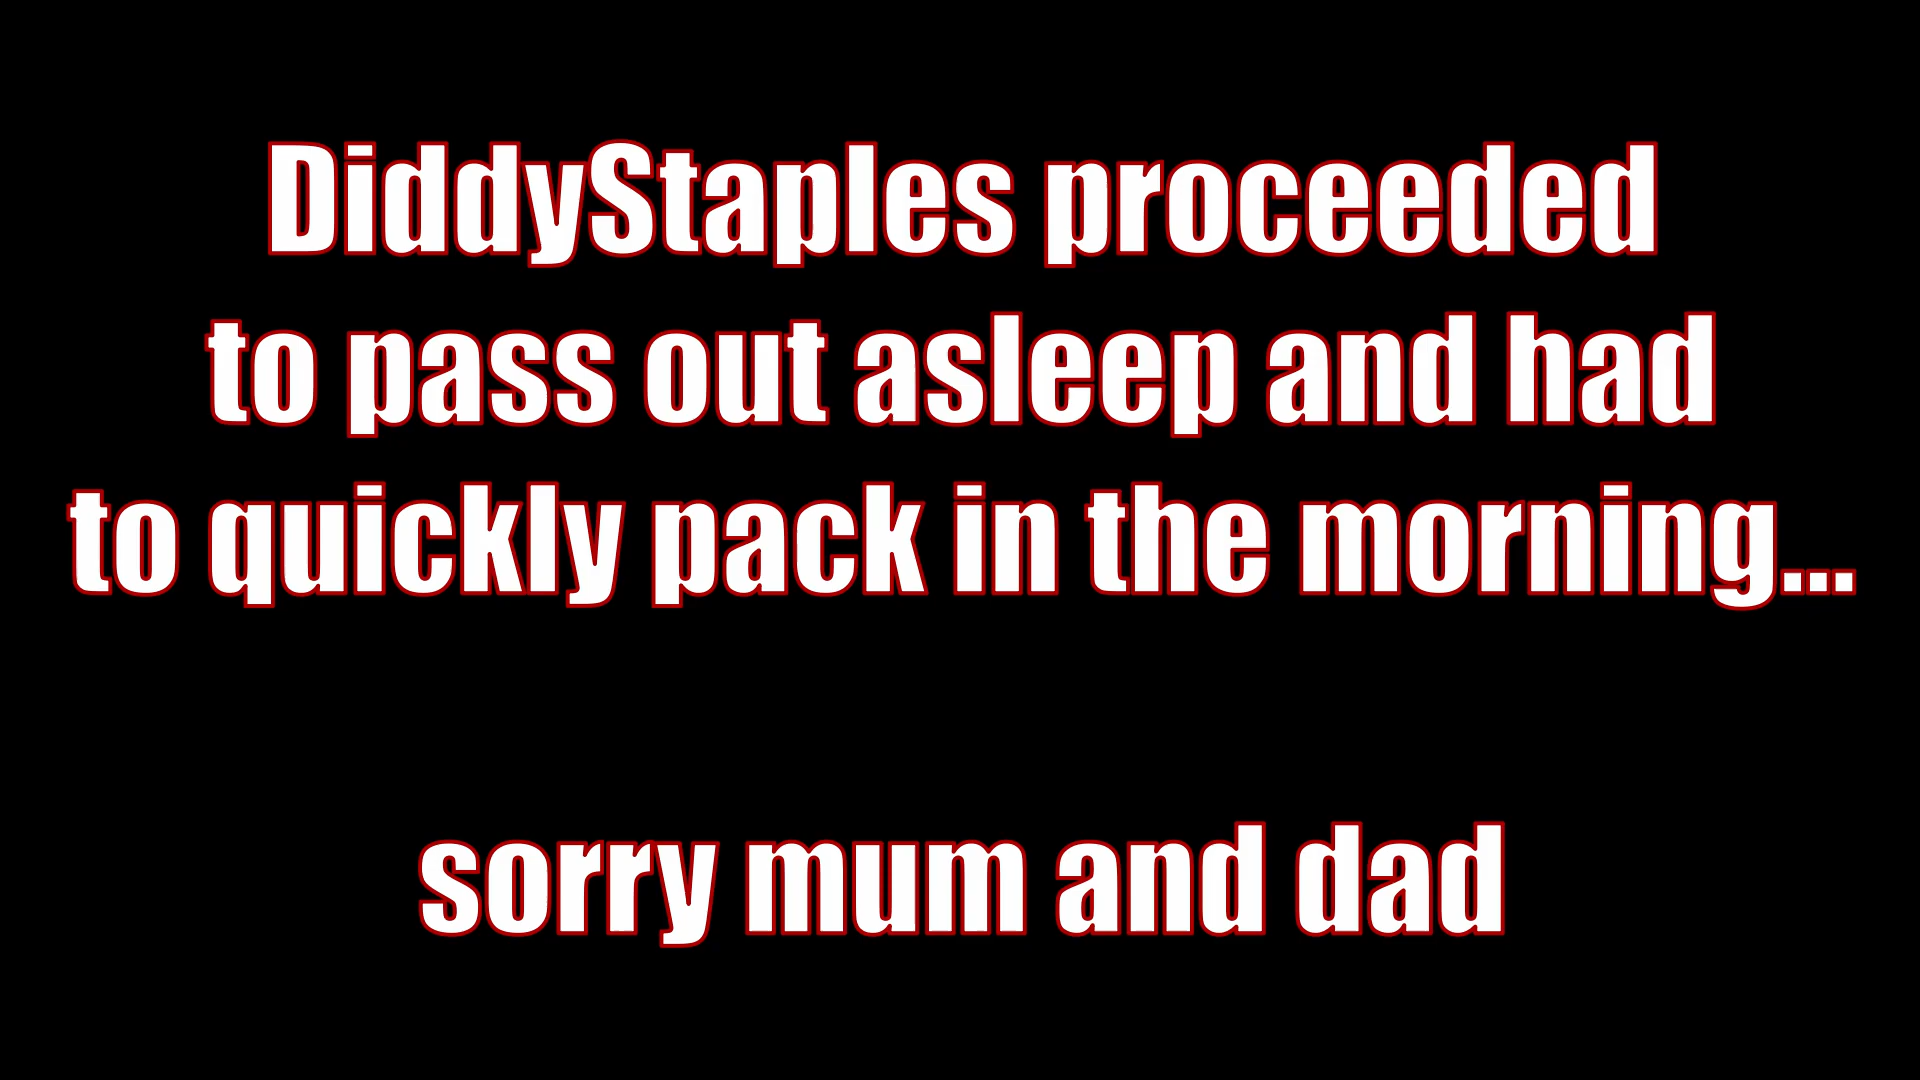 DiddyStaples proceeded
to pass out asleep and had
to quickly pack in the morning...
sorry mum and dad